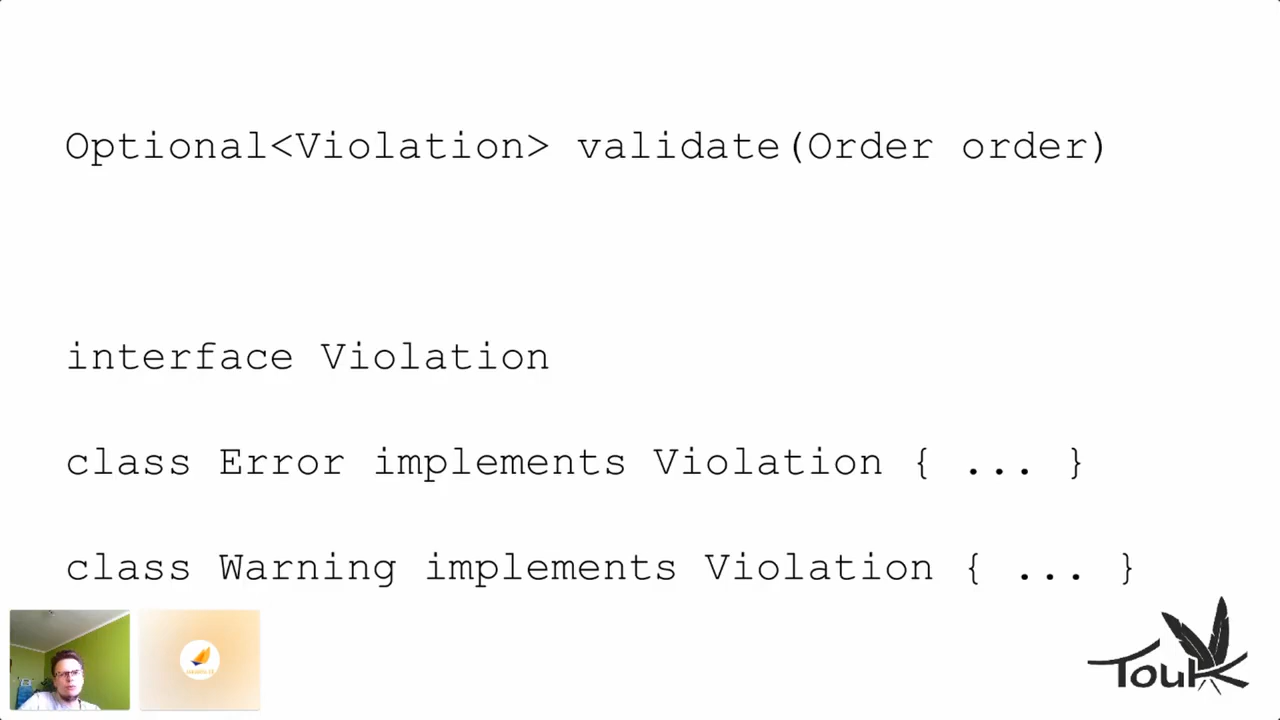 Optional<Violation> validate(Order order)
interface Violation
class Error implements Violation { ... }
class Warning implements Violation { ... }
Touk